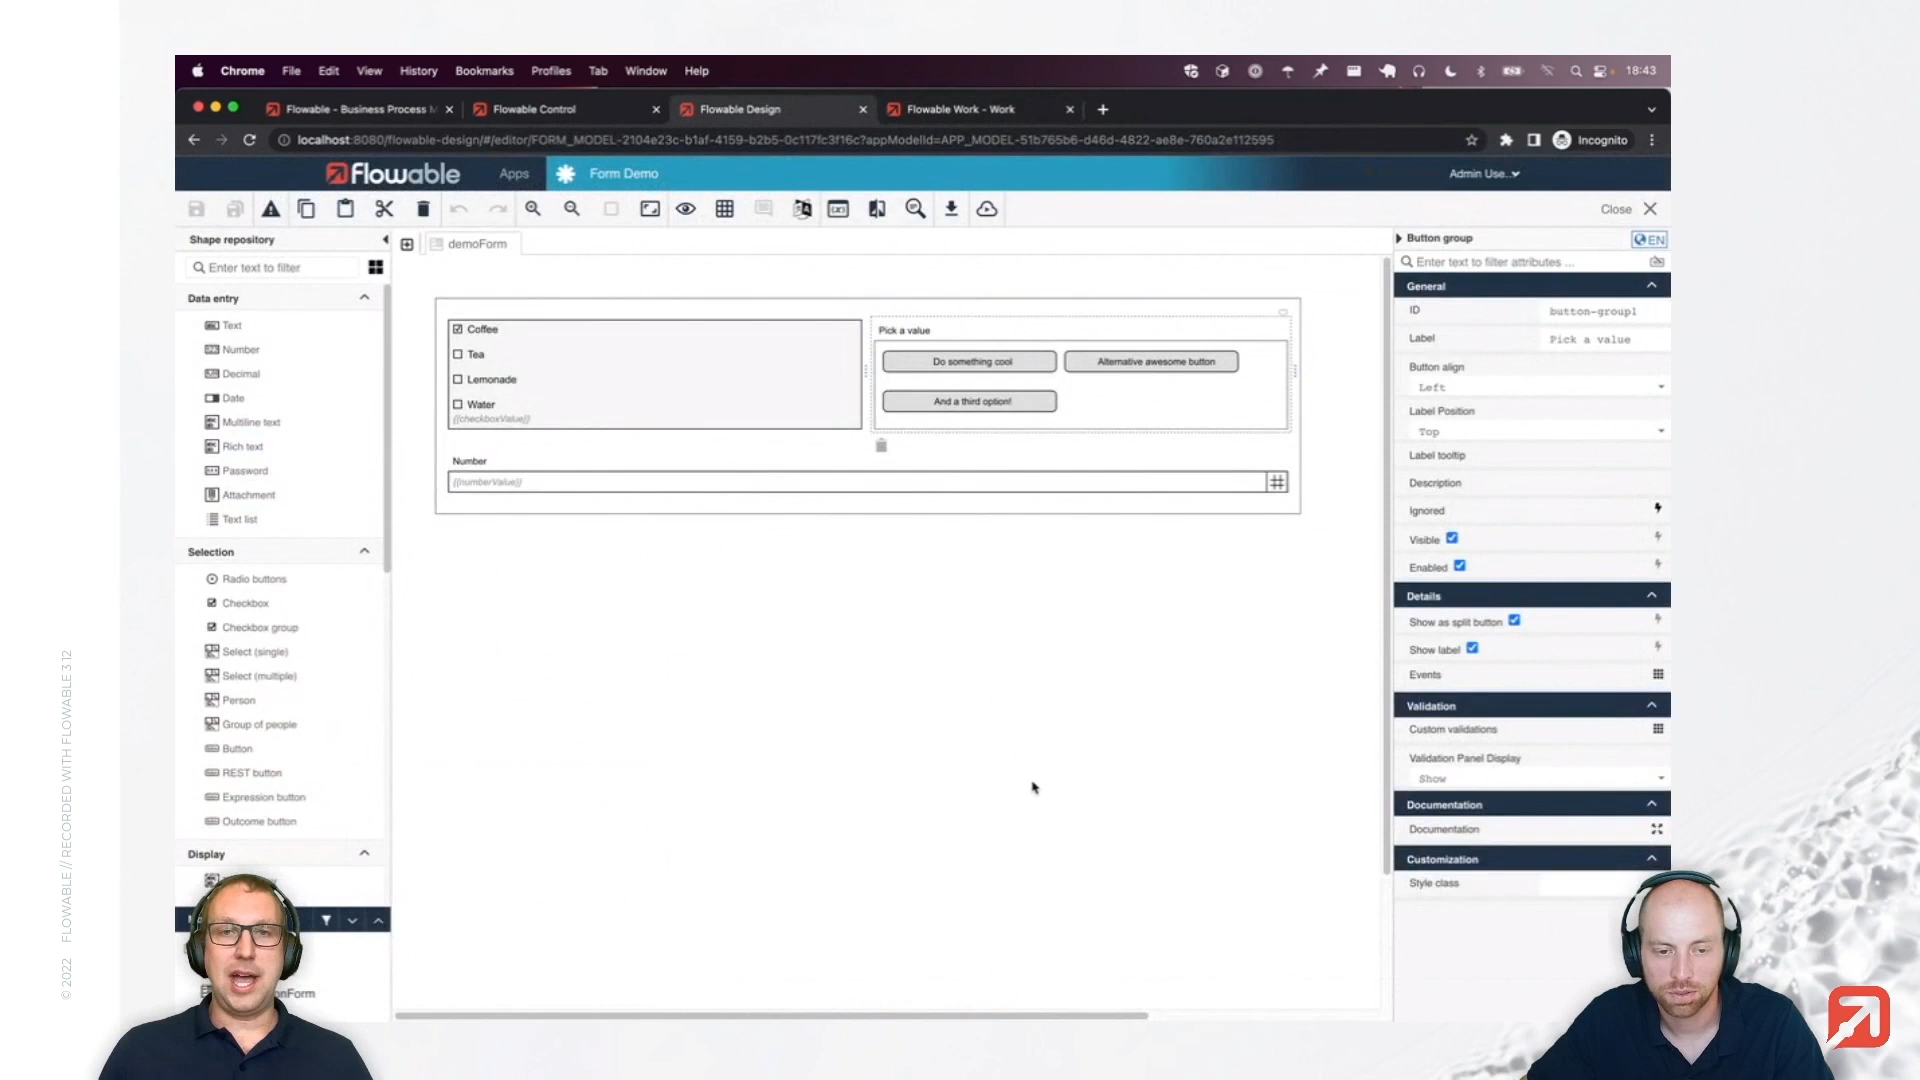 Chrome File Edit View History Bookmarks Profiles Tab Window Help 18:43
Flowable - Business Process
Flowable Control
Flowable Design
Flowable Work - Work
localhost:8080/flowable-design/#/editor/FORM_MODEL-2104e23c-b1af-4159-b2b5-0c117fc3f16c?appModelId=APP_MODEL-51b765b6-d46d-4822-ae8e-760a2e112595
Incognito
Flowable
Apps
Form Demo
Admin Use..
Close
Shape repository
Enter text to filter
Data entry
Text
Number
Decimal
Date
Multiline text
Rich text
Password
Attachment
Text list
Selection
Radio buttons
Checkbox
Checkbox group
Select (single)
Select (multiple)
Person
Group of people
Button
REST button
Expression button
Outcome button
Display
demoForm
Coffee
Tea
Lemonade
Water
{{checkboxValue}}
Pick a value
Do something cool
Alternative awesome button
And a third option!
Number
{{numberValue}}
Button group
EN
Enter text to filter attributes ...
General
ID button-group1
Label Pick a value
Button align
Left
Label Position
Top
Label tooltip
Description
Ignored
Visible
Enabled
Details
Show as split button
Show label
Events
Validation
Custom validations
Validation Panel Display
Show
Documentation
Documentation
Customization
Style class
© 2022 FLOWABLE // RECORDED WITH FLOWABLE 3.12